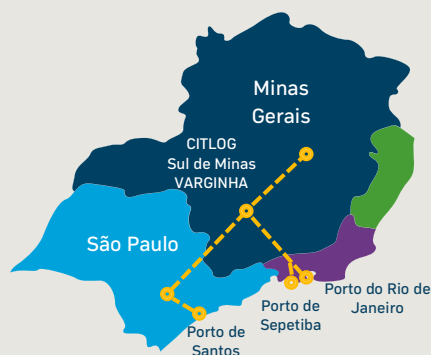 Minas
Gerais
CITLOG
Sul de Minas
VARGINHA
São Paulo
Porto do Rio de
Janeiro
Porto de
Sepetiba
Porto de
Santos